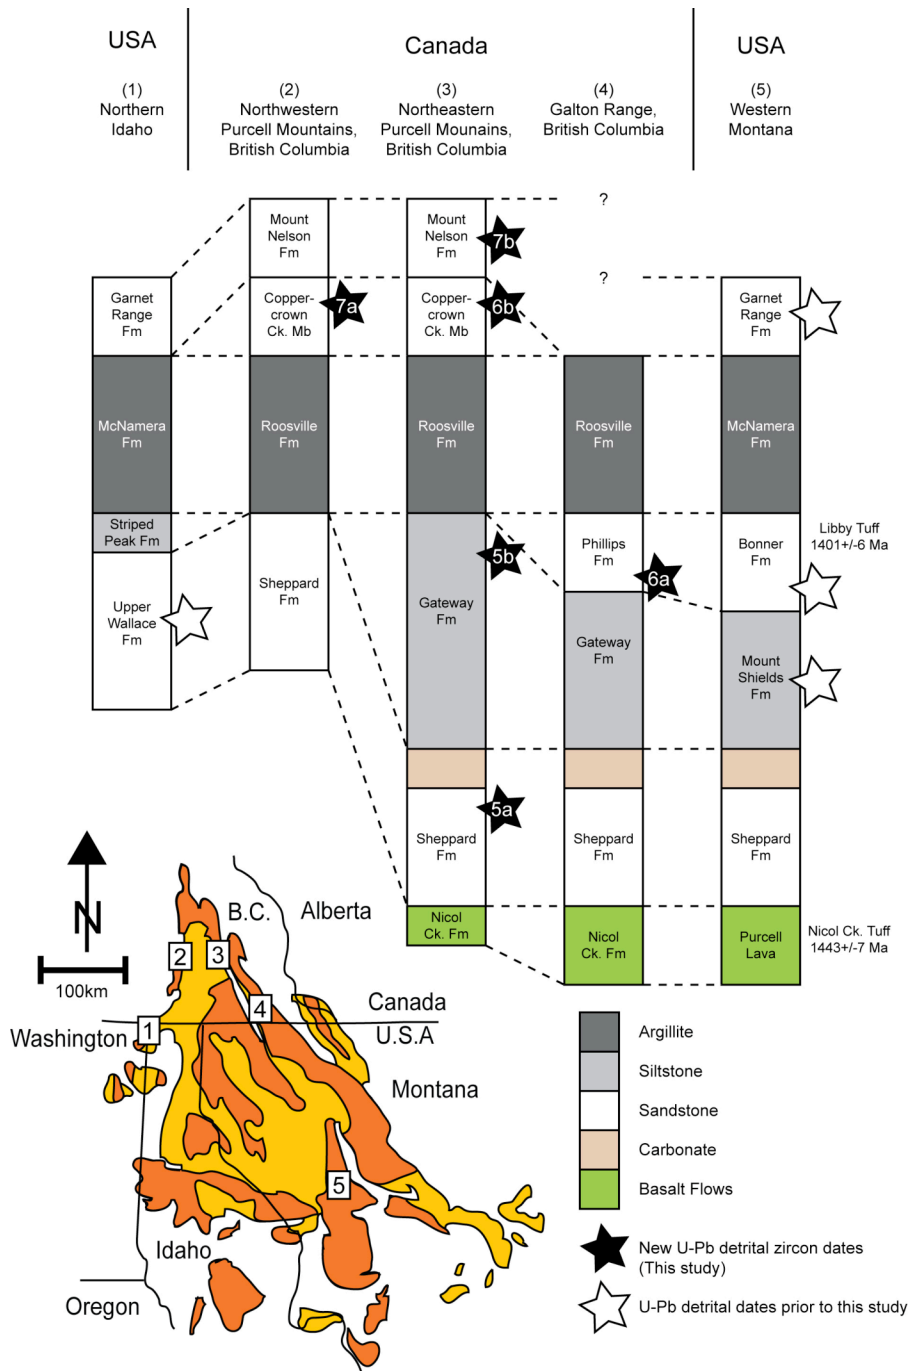 USA
Canada
USA
(1)
Northern
Idaho
(2)
Northwestern
Purcell Mountains,
British Columbia
(3)
Northeastern
Purcell Mounains,
British Columbia
(4)
Galton Range,
British Columbia
(5)
Western
Montana
Garnet
Range
Fm
McNamera
Fm
Striped
Peak Fm
Upper
Wallace
Fm
Mount
Nelson
Fm
Copper-
crown
Ck. Mb
7a
Roosville
Fm
Sheppard
Fm
Mount
Nelson
Fm
7b
Copper-
crown
Ck. Mb
6b
Roosville
Fm
5b
Gateway
Fm
5a
Sheppard
Fm
Nicol
Ck. Fm
?
?
Roosville
Fm
Phillips
Fm
6a
Gateway
Fm
Sheppard
Fm
Nicol
Ck. Fm
Garnet
Range
Fm
McNamera
Fm
Bonner
Fm
Libby Tuff
1401+/-6 Ma
Mount
Shields
Fm
Sheppard
Fm
Purcell
Lava
Nicol Ck. Tuff
1443+/-7 Ma
N
100km
B.C.
Alberta
2
3
4
Canada
1
U.S.A
Washington
Montana
5
Idaho
Oregon
Argillite
Siltstone
Sandstone
Carbonate
Basalt Flows
New U-Pb detrital zircon dates
(This study)
U-Pb detrital dates prior to this study